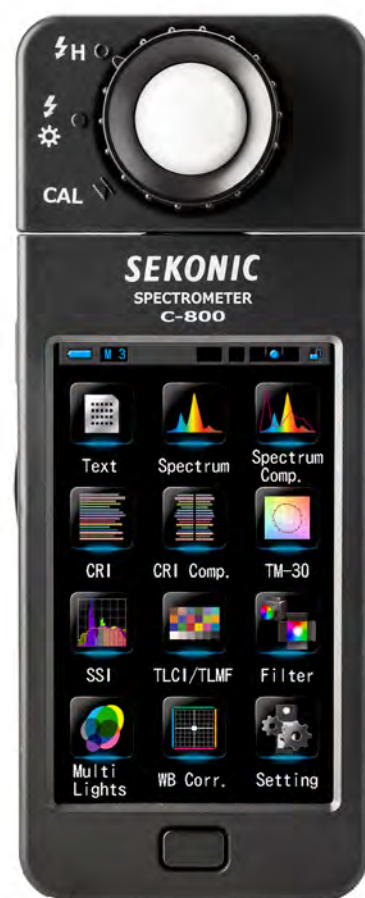 H
CAL
SEKONIC
SPECTROMETER
C-800
M 3
Text
Spectrum
Spectrum
Comp.
CRI
CRI Comp.
TM-30
SSI
TLCI/TLMF
Filter
Multi
Lights
WB Corr.
Setting